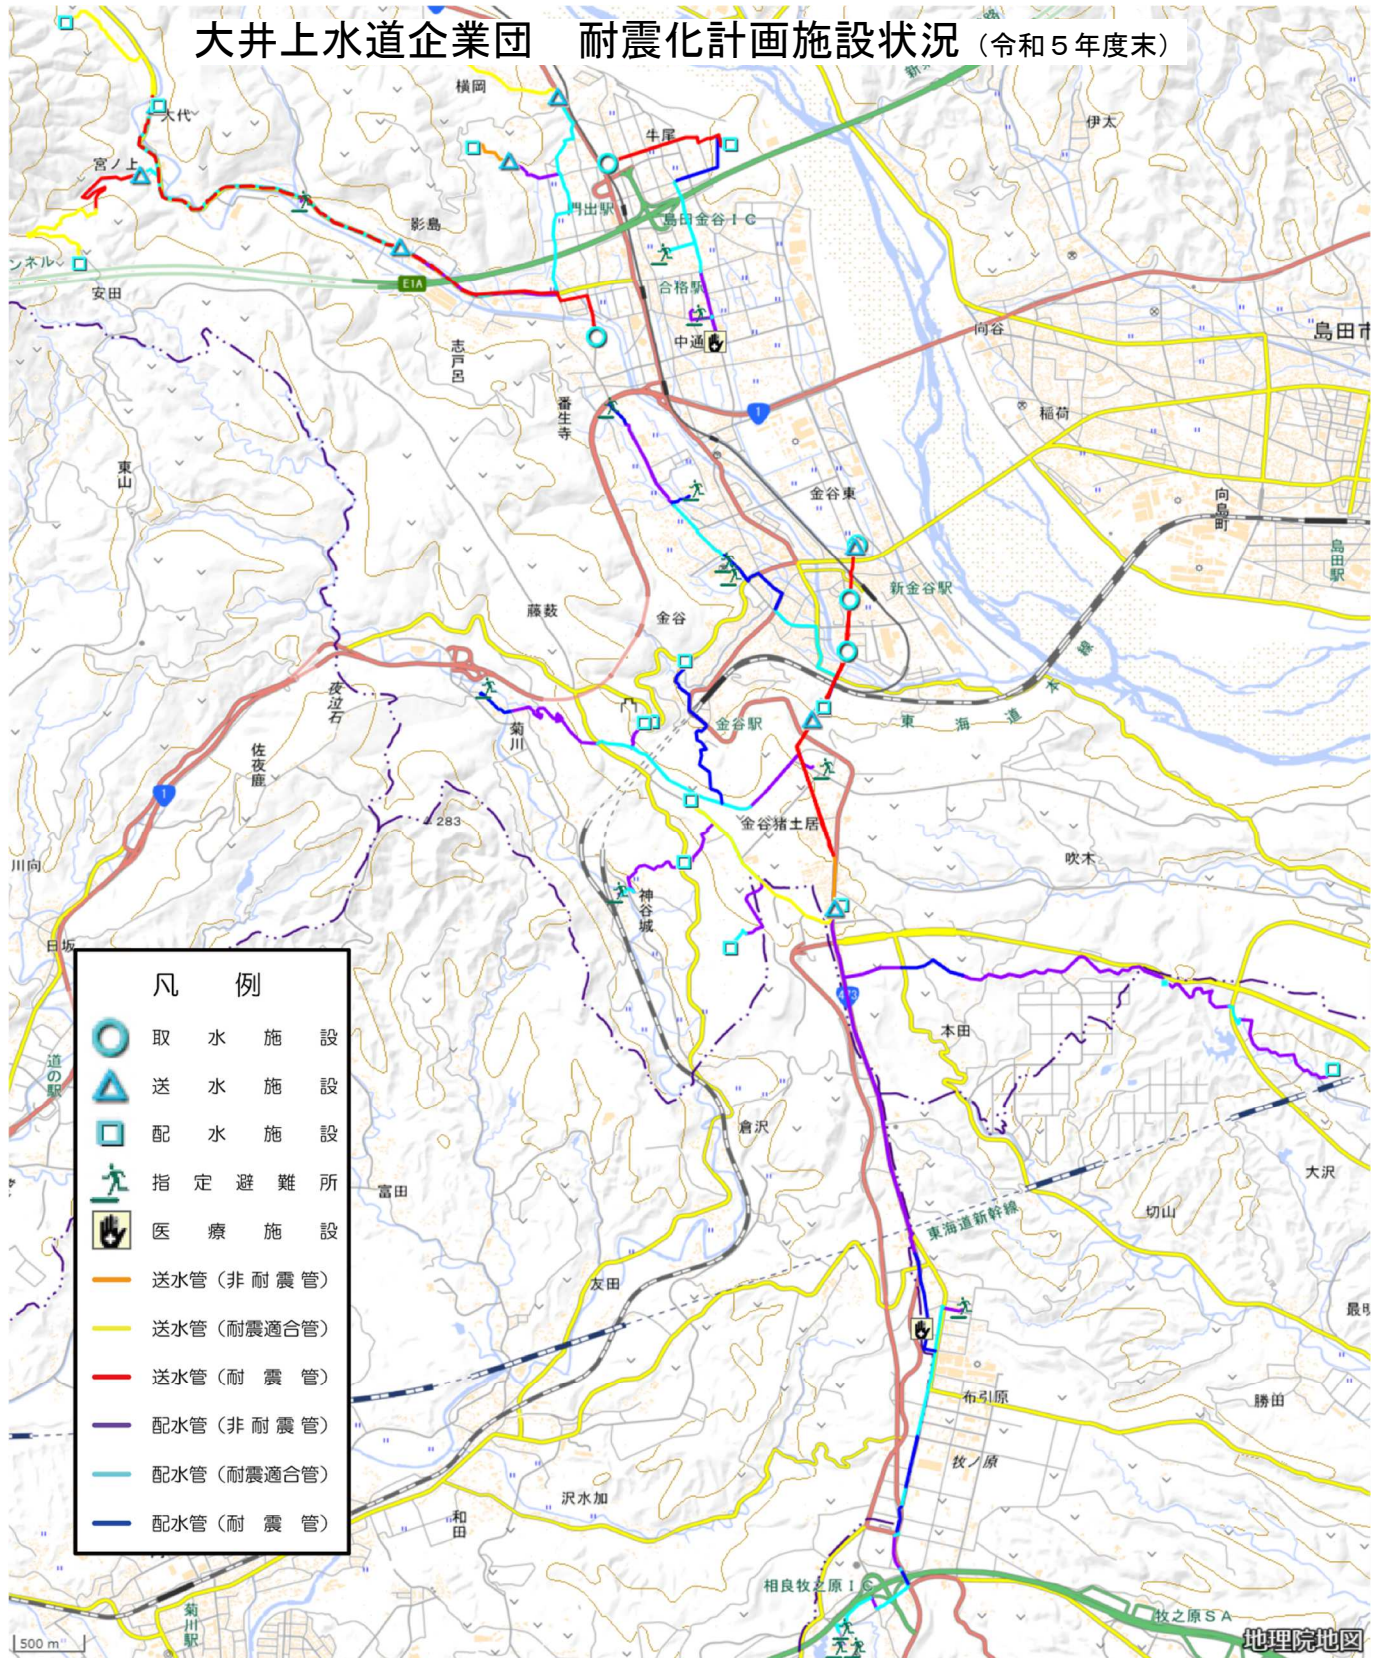 大井上水道企業団　耐震化計画施設状況（令和５年度末）
横岡
牛尾
伊太
大代
宮ノ上
門出駅
島田金谷ＩＣ
影島
ンネル
E1A
安田
合格駅
中通
向谷
島田市
志戸呂
番生寺
1
稲荷
東山
金谷東
向島町
島田駅
新金谷駅
藤薮
金谷
夜泣石
菊川
金谷駅
東海道本線
佐夜鹿
1
283
金谷猪土居
吹木
川向
神谷城
日坂
本田
道の駅
倉沢
大沢
富田
切山
東海道新幹線
友田
布引原
勝田
牧ノ原
沢水加
和田
相良牧之原ＩＣ
牧之原ＳＡ
菊川駅
500 m
地理院地図
凡　例
取水施設
送水施設
配水施設
指定避難所
医療施設
送水管（非耐震管）
送水管（耐震適合管）
送水管（耐震管）
配水管（非耐震管）
配水管（耐震適合管）
配水管（耐震管）